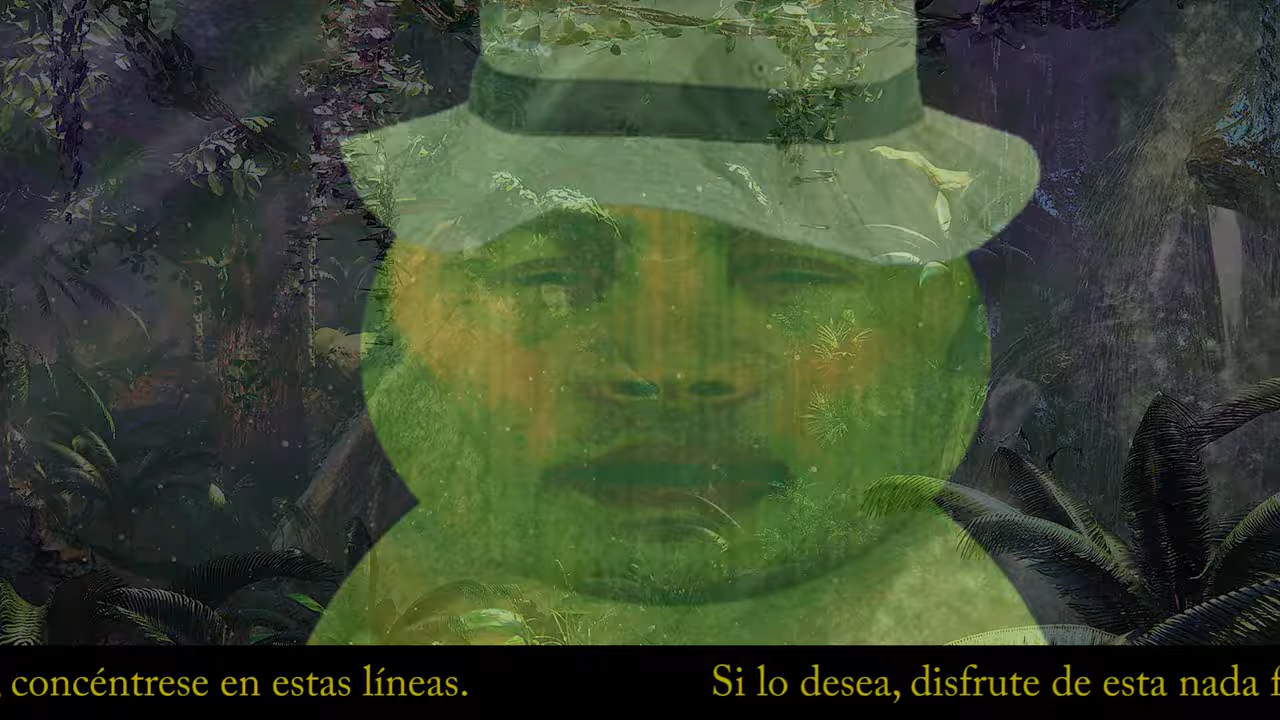 , concéntrese en estas líneas. Si lo desea, disfrute de esta nada